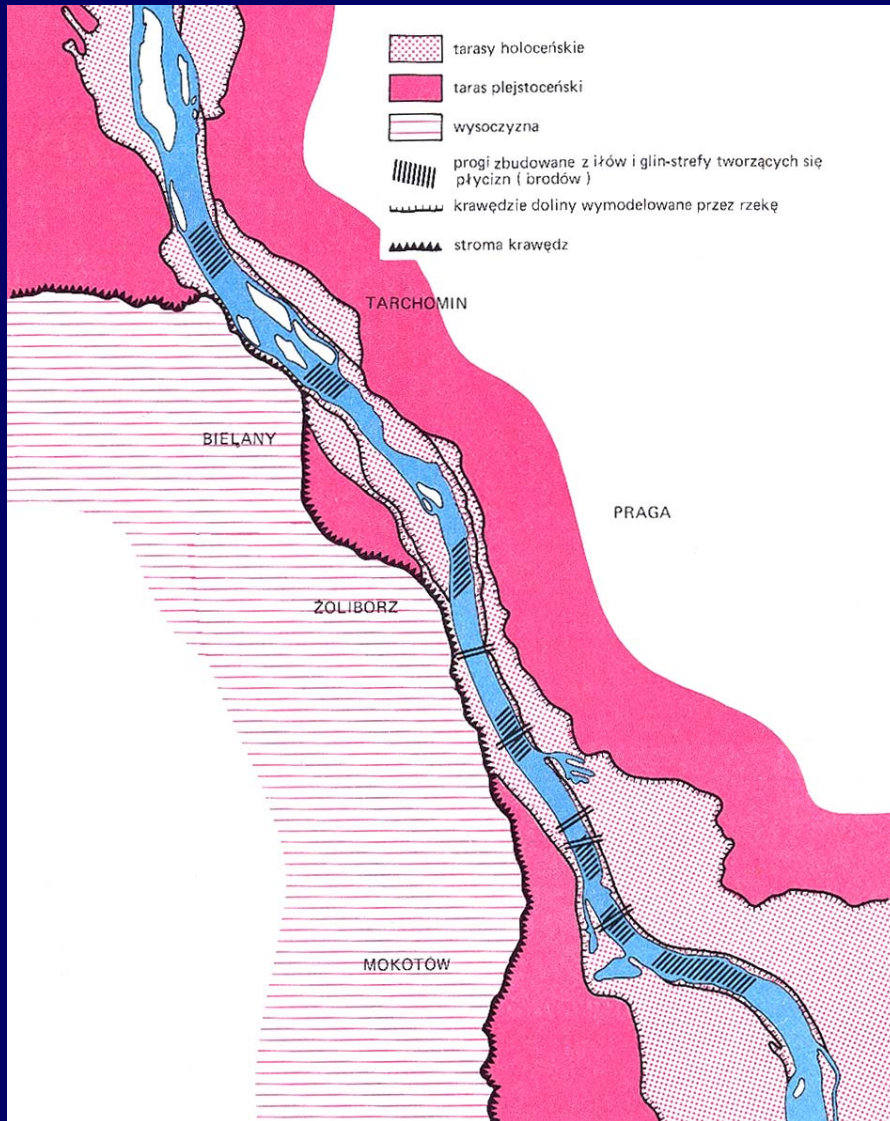 tarasy holoceńskie
taras plejstoceński
wysoczyzna
progi zbudowane z iłów i glin-strefy tworzących się
płycizn ( brodów )
krawędzie doliny wymodelowane przez rzekę
stroma krawędz
TARCHOMIN
BIELANY
PRAGA
ŻOLIBORZ
MOKOTÓW